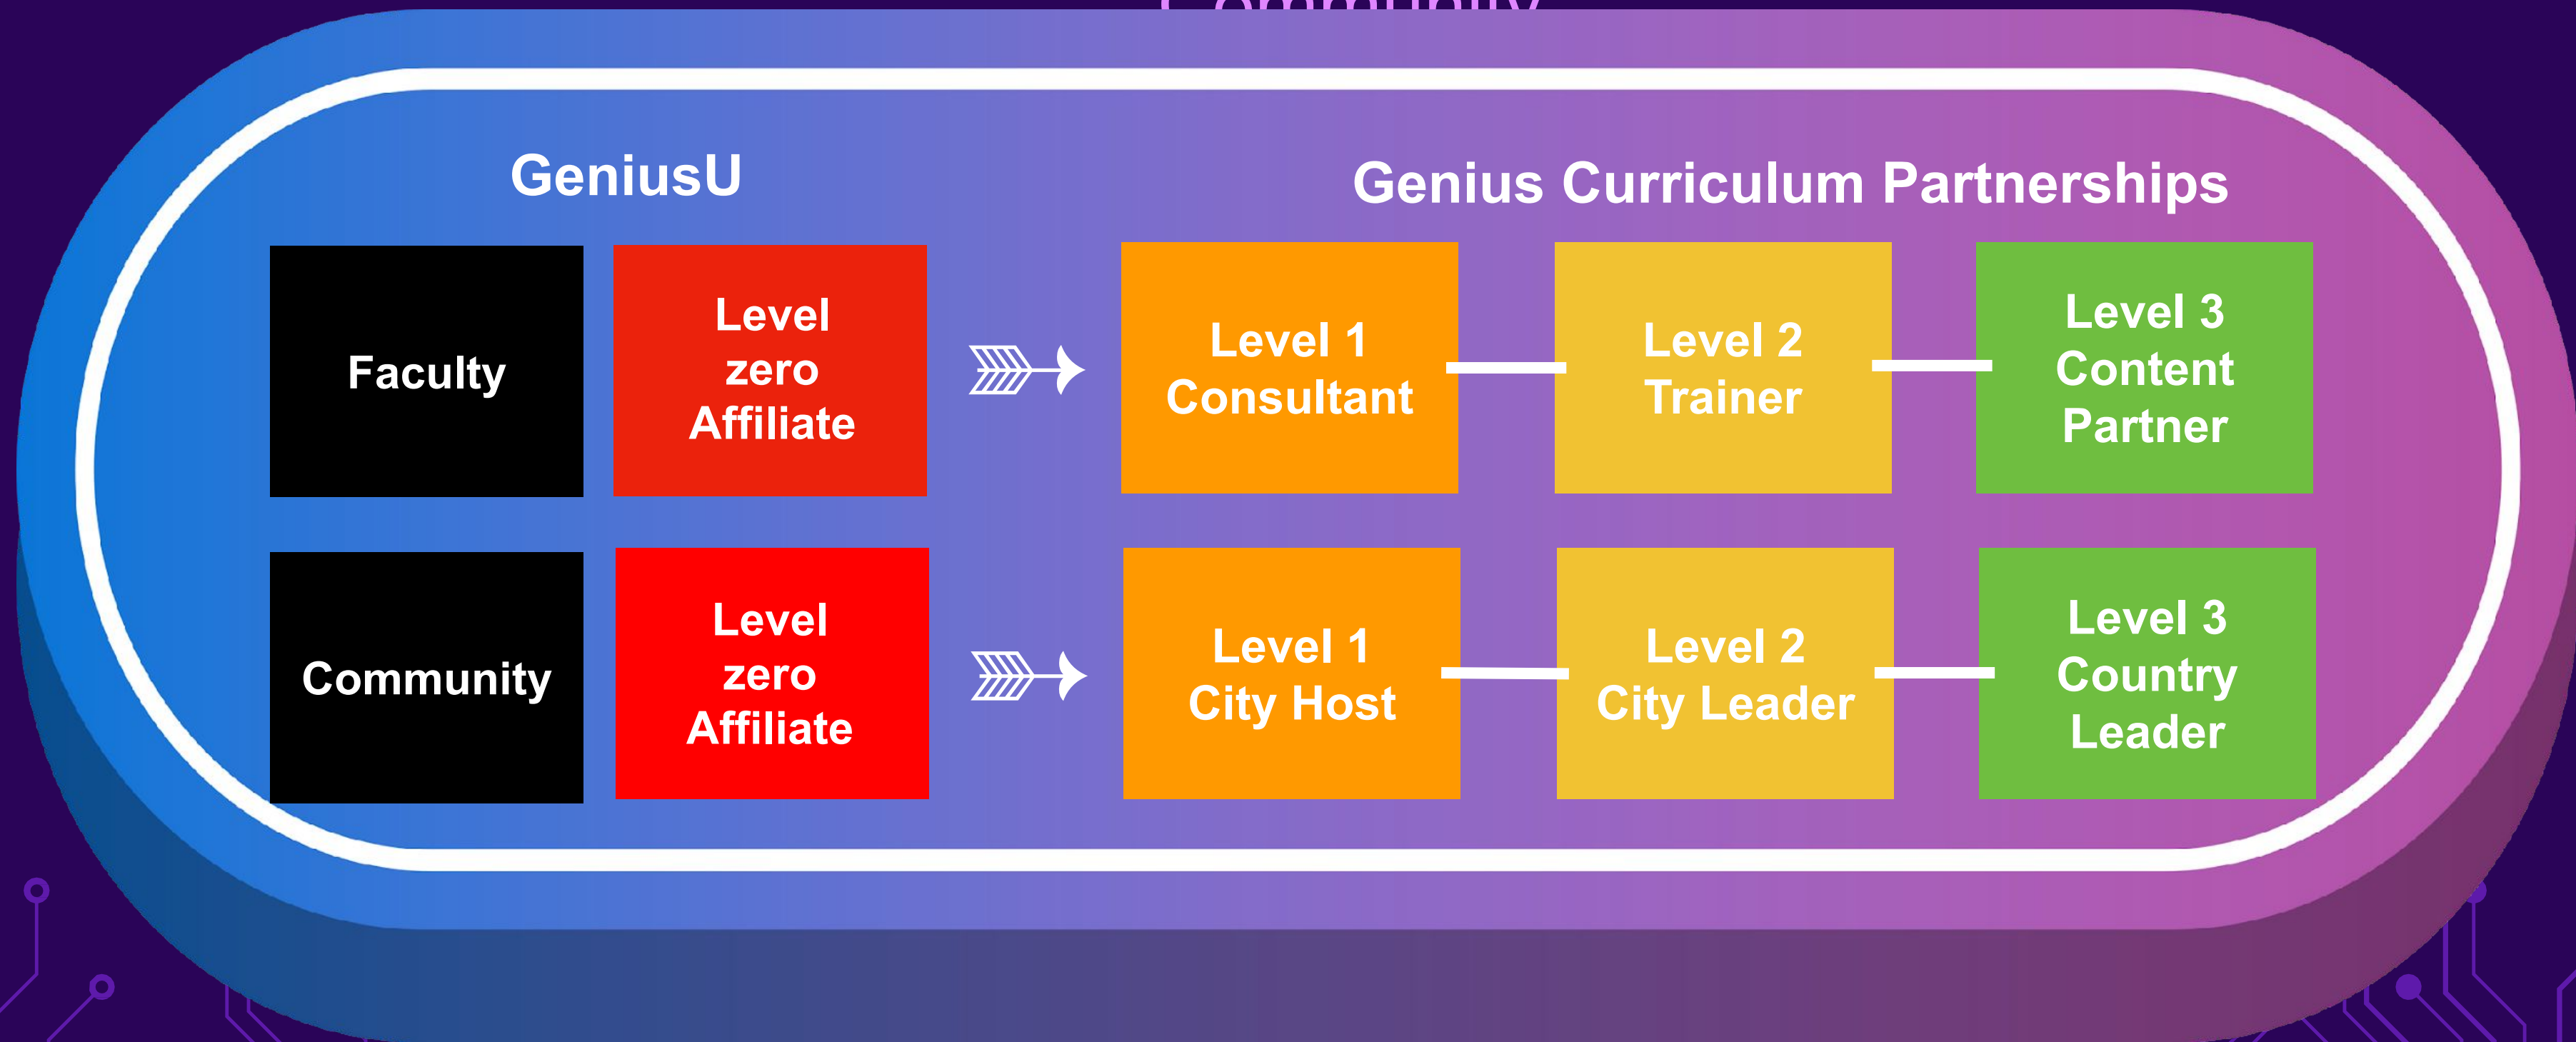 Community
GeniusU
Genius Curriculum Partnerships
Faculty
Level
zero
Affiliate
Level 1
Consultant
Level 2
Trainer
Level 3
Content
Partner
Community
Level
zero
Affiliate
Level 1
City Host
Level 2
City Leader
Level 3
Country
Leader